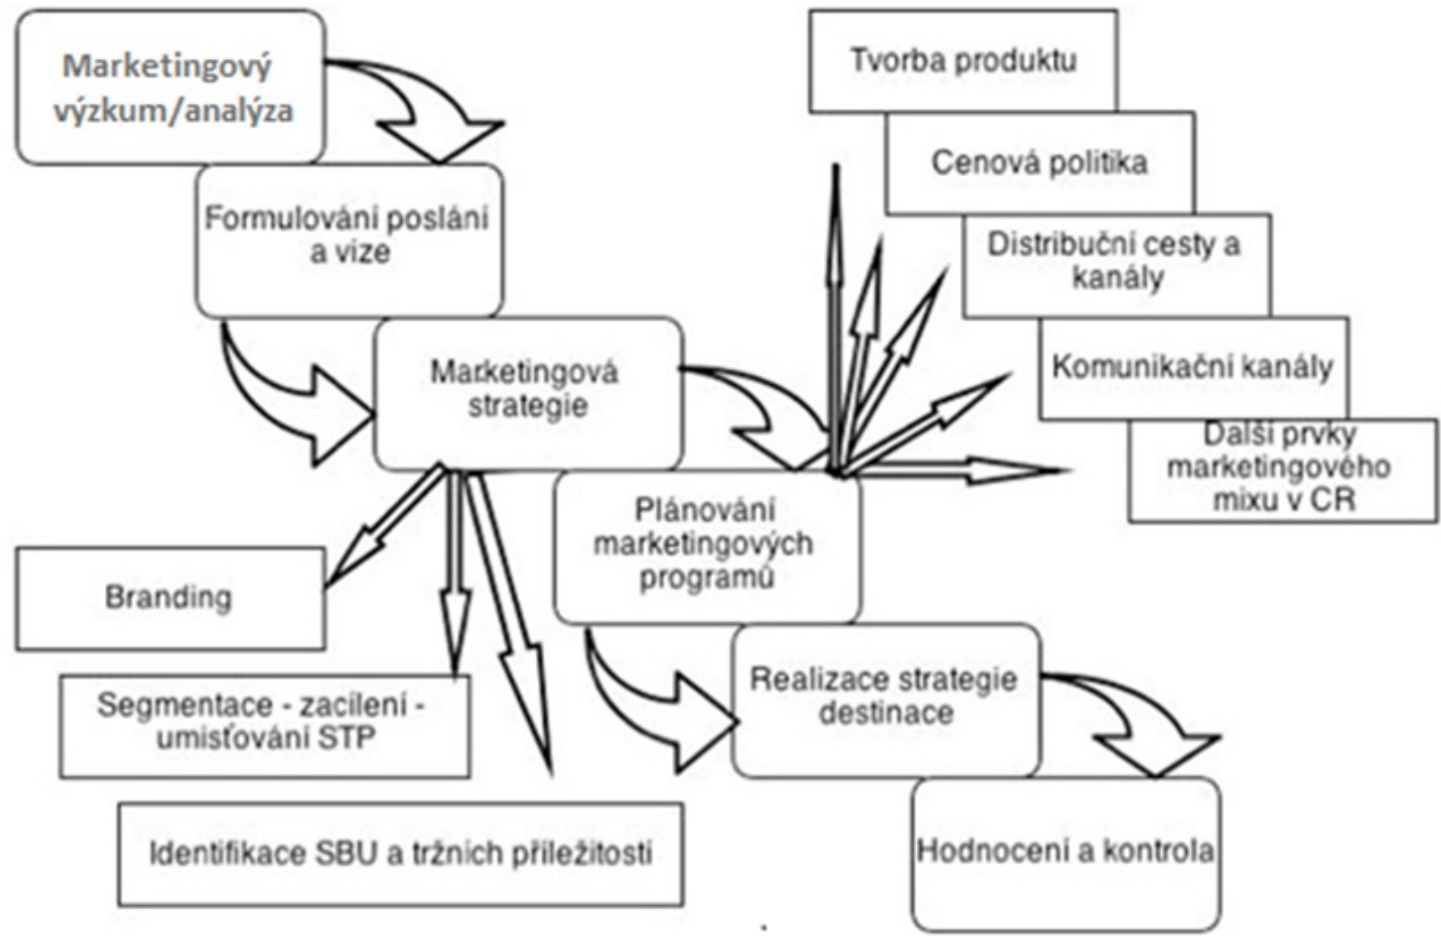 Marketingový
výzkum/analýza
Formulování poslání
a vize
Marketingová
strategie
Plánování
marketingových
programů
Realizace strategie
destinace
Hodnocení a kontrola
Tvorba produktu
Cenová politika
Distribuční cesty a
kanály
Komunikační kanály
Další prvky
marketingového
mixu v CR
Branding
Segmentace - zacílení -
umisťování STP
Identifikace SBU a tržních příležitostí